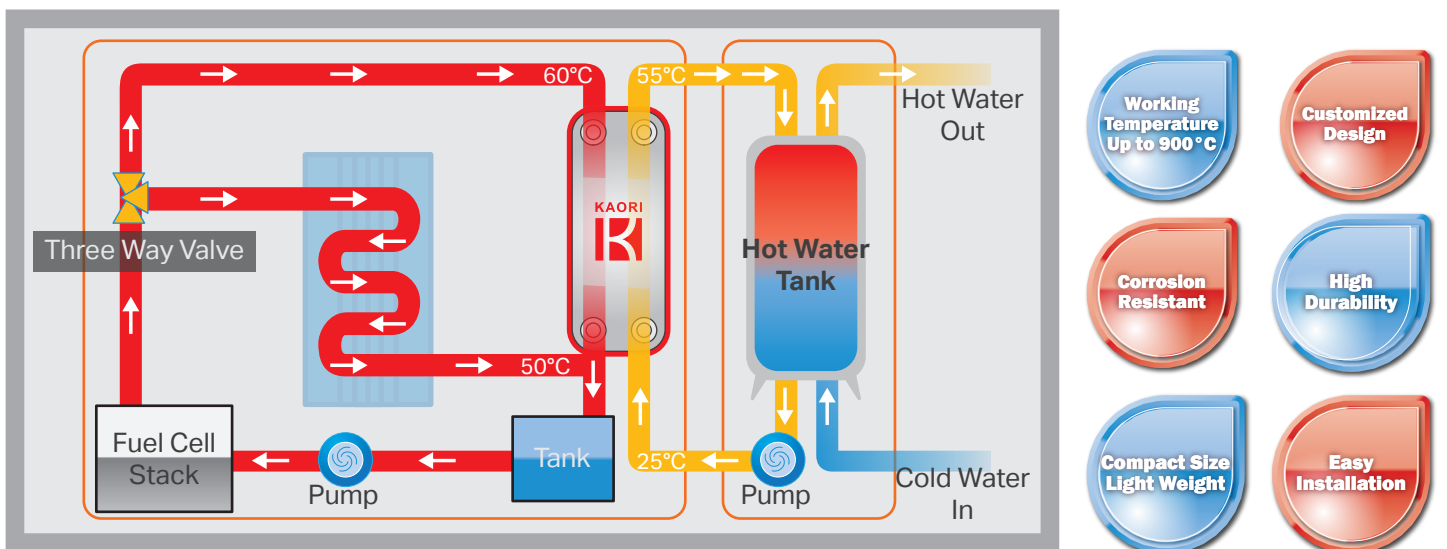 60°C
55°C
Hot Water
Out
Three Way Valve
KAORI
K
Hot Water
Tank
50°C
Fuel Cell
Stack
Pump
Tank
25°C
Pump
Cold Water
In
Working
Temperature
Up to 900°C
Customized
Design
Corrosion
Resistant
High
Durability
Compact Size
Light Weight
Easy
Installation